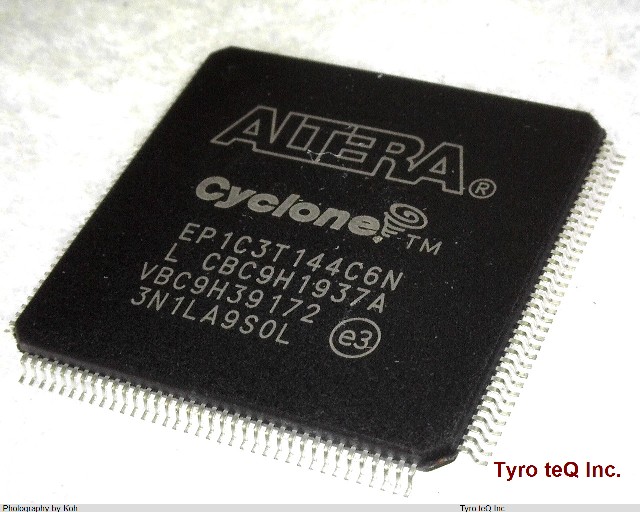 ALTERA®
Cyclone™
EP1C3T144C6N
L CBC9H1937A
VBC9H39172
3N1LA9S0L
e3
Tyro teQ Inc.
Photography by Koh
Tyro teQ Inc